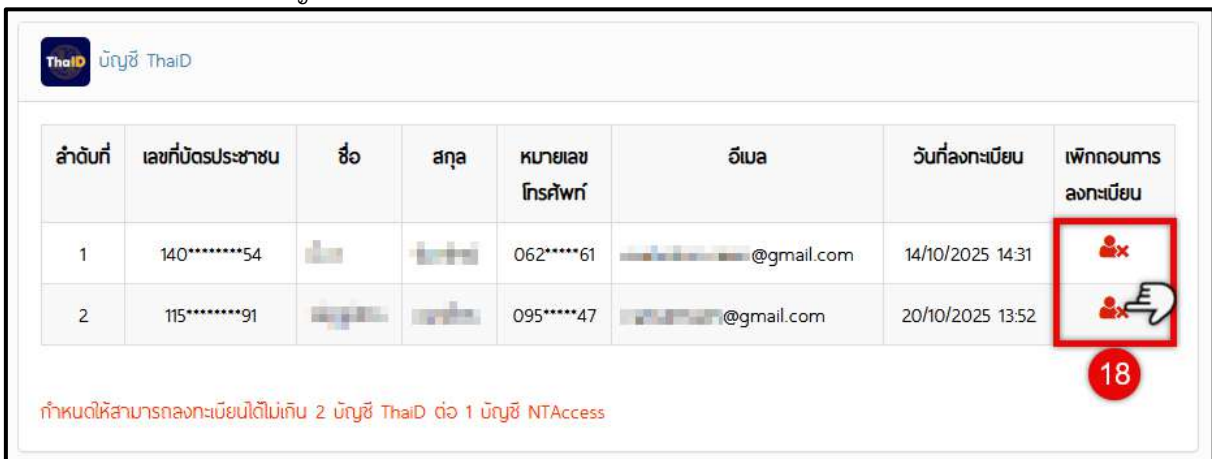 ThaiD บัญชี ThaiD
ลำดับที่ เลขที่บัตรประชาชน ชื่อ สกุล หมายเลข อีเมล วันที่ลงทะเบียน เพิกถอนการ
โทรศัพท์ ลงทะเบียน
1 140********54 062*****61 @gmail.com 14/10/2025 14:31
2 115********91 095*****47 @gmail.com 20/10/2025 13:52
18
กำหนดให้สามารถลงทะเบียนได้ไม่เกิน 2 บัญชี ThaiD ต่อ 1 บัญชี NTAccess